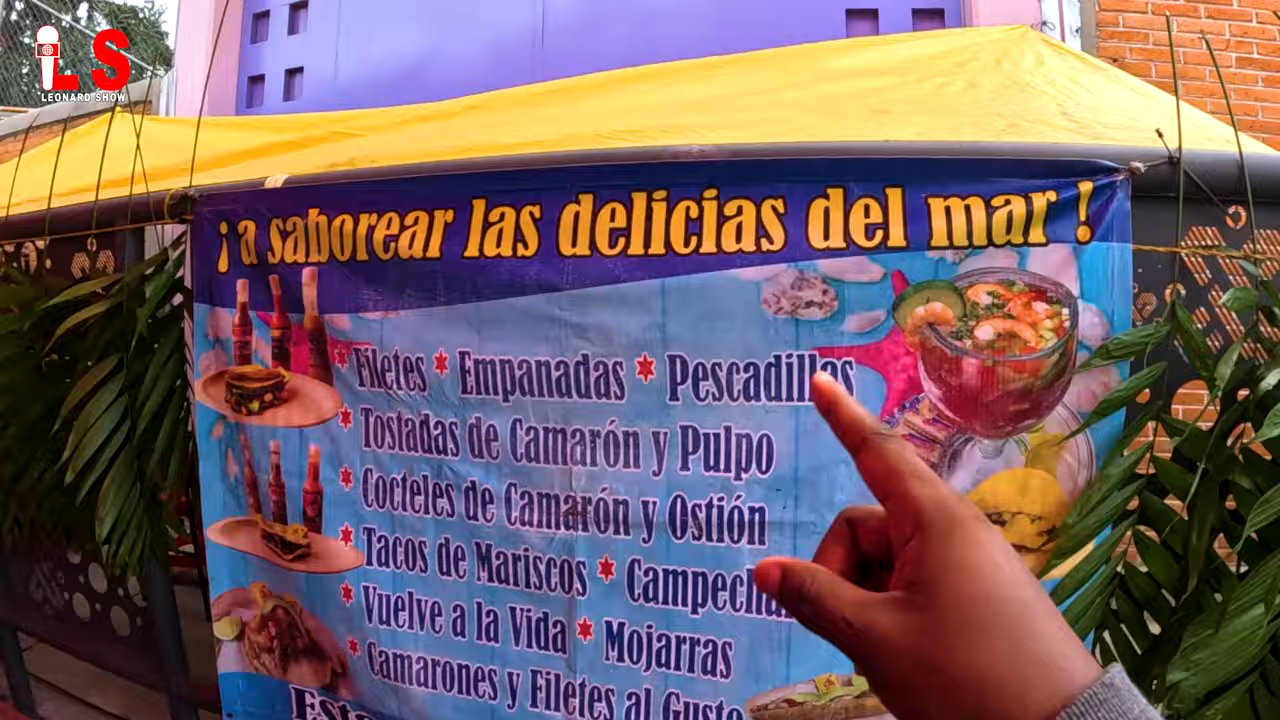 LS
LEONARD SHOW
¡a saborear las delicias del mar!
Filetes * Empanadas * Pescadillas
Tostadas de Camarón y Pulpo
Cocteles de Camarón y Ostión
Tacos de Mariscos *
Vuelve a la Vida * Mojarras
Camarones y Filetes al Gusto